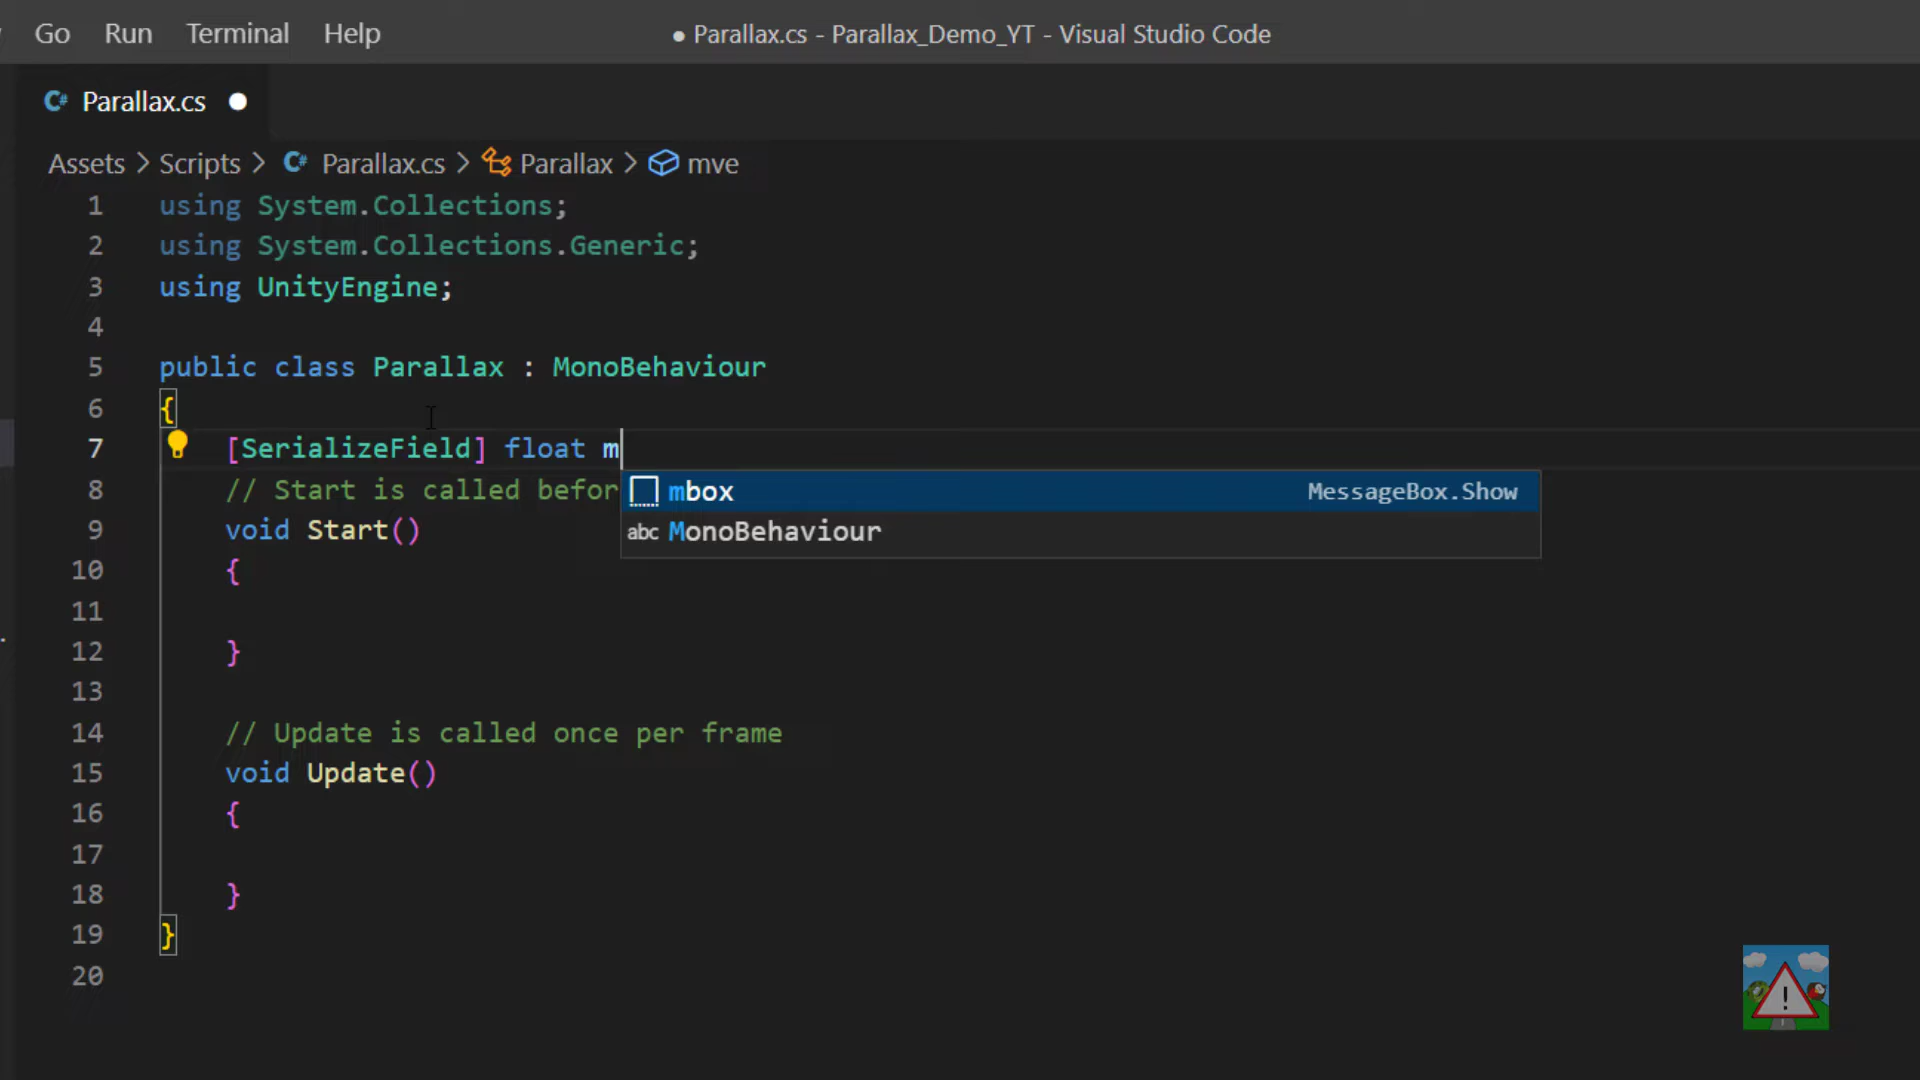 Go Run Terminal Help ● Parallax.cs - Parallax_Demo_YT - Visual Studio Code
Parallax.cs
Assets > Scripts > Parallax.cs > Parallax > mve
1 using System.Collections;
2 using System.Collections.Generic;
3 using UnityEngine;
4
5 public class Parallax : MonoBehaviour
6 {
7 [SerializeField] float m
8 // Start is called befor
mbox MessageBox.Show
9 void Start()
abc MonoBehaviour
10 {
11
12 }
13
14 // Update is called once per frame
15 void Update()
16 {
17
18 }
19 }
20